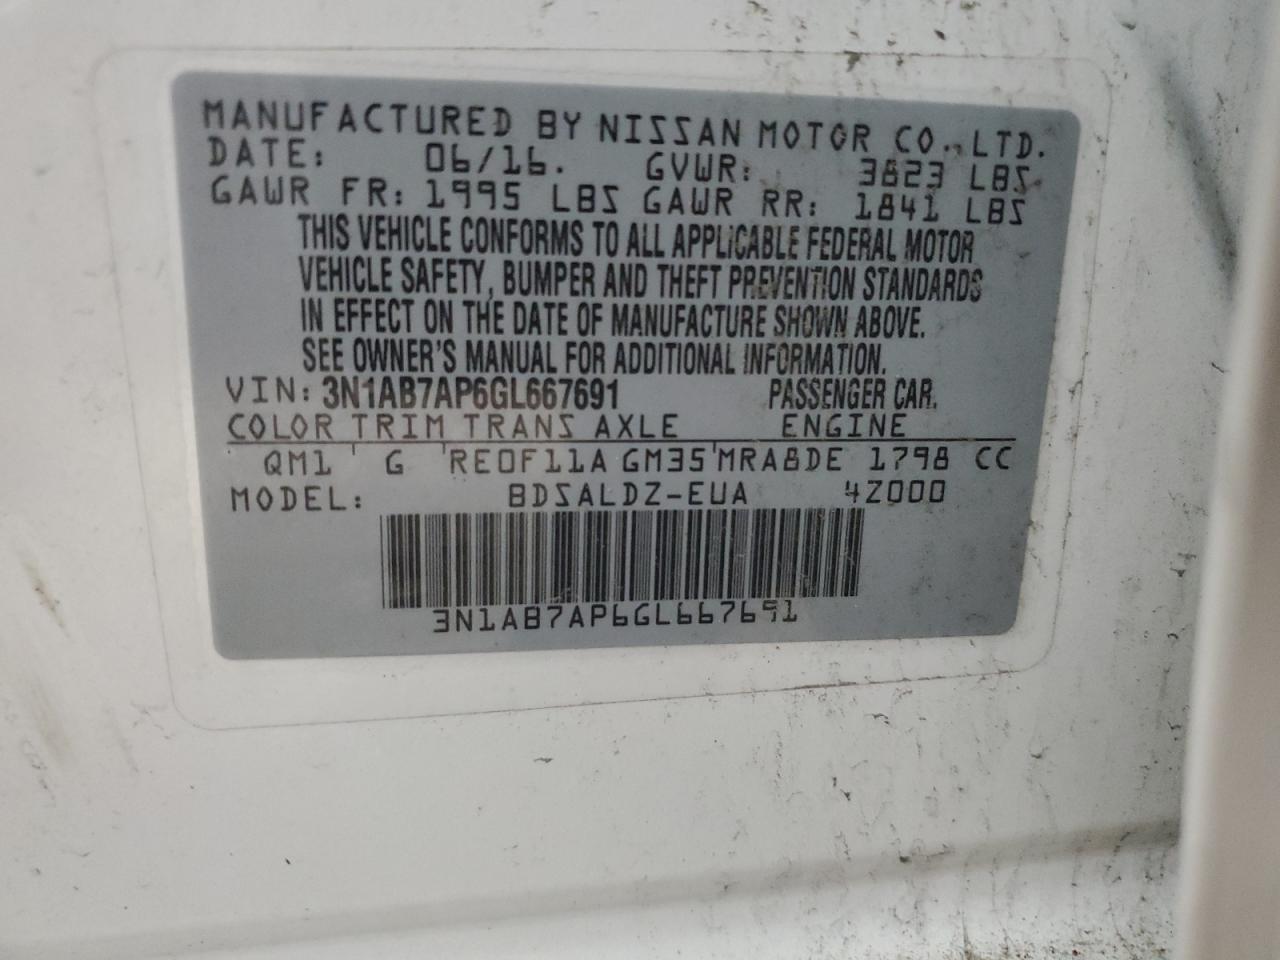 MANUFACTURED BY NISSAN MOTOR CO., LTD.
DATE: 06/16. GVWR: 3823 LBS
GAWR FR: 1995 LBS GAWR RR: 1841 LBS
THIS VEHICLE CONFORMS TO ALL APPLICABLE FEDERAL MOTOR
VEHICLE SAFETY, BUMPER AND THEFT PREVENTION STANDARDS
IN EFFECT ON THE DATE OF MANUFACTURE SHOWN ABOVE.
SEE OWNER'S MANUAL FOR ADDITIONAL INFORMATION.
VIN: 3N1AB7AP6GL667691 PASSENGER CAR.
COLOR TRIM TRANS AXLE ENGINE
QM1 G RE0F11A GM35 MRA8DE 1798 CC
MODEL: BDSALDZ-EUA 4Z000
3N1AB7AP6GL667691